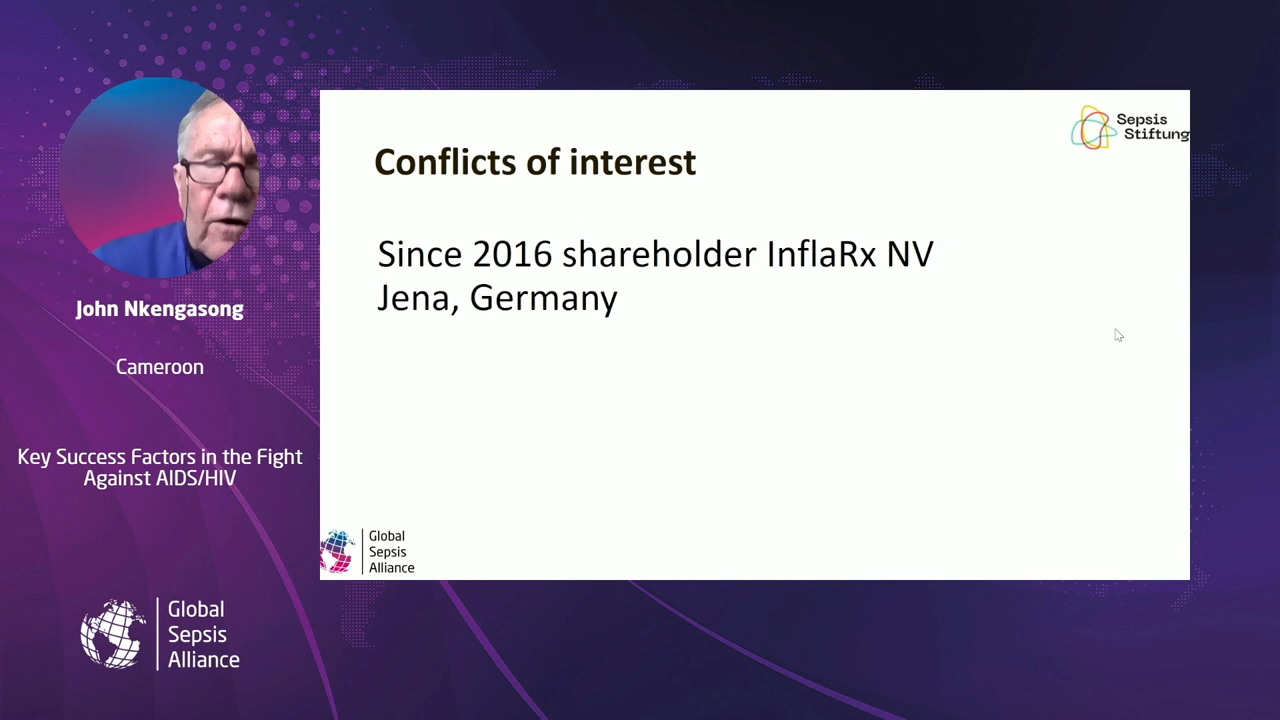 John Nkengasong
Cameroon
Key Success Factors in the Fight
Against AIDS/HIV
Global
Sepsis
Alliance
Sepsis
Stiftung
Conflicts of interest
Since 2016 shareholder InflaRx NV
Jena, Germany
Global
Sepsis
Alliance